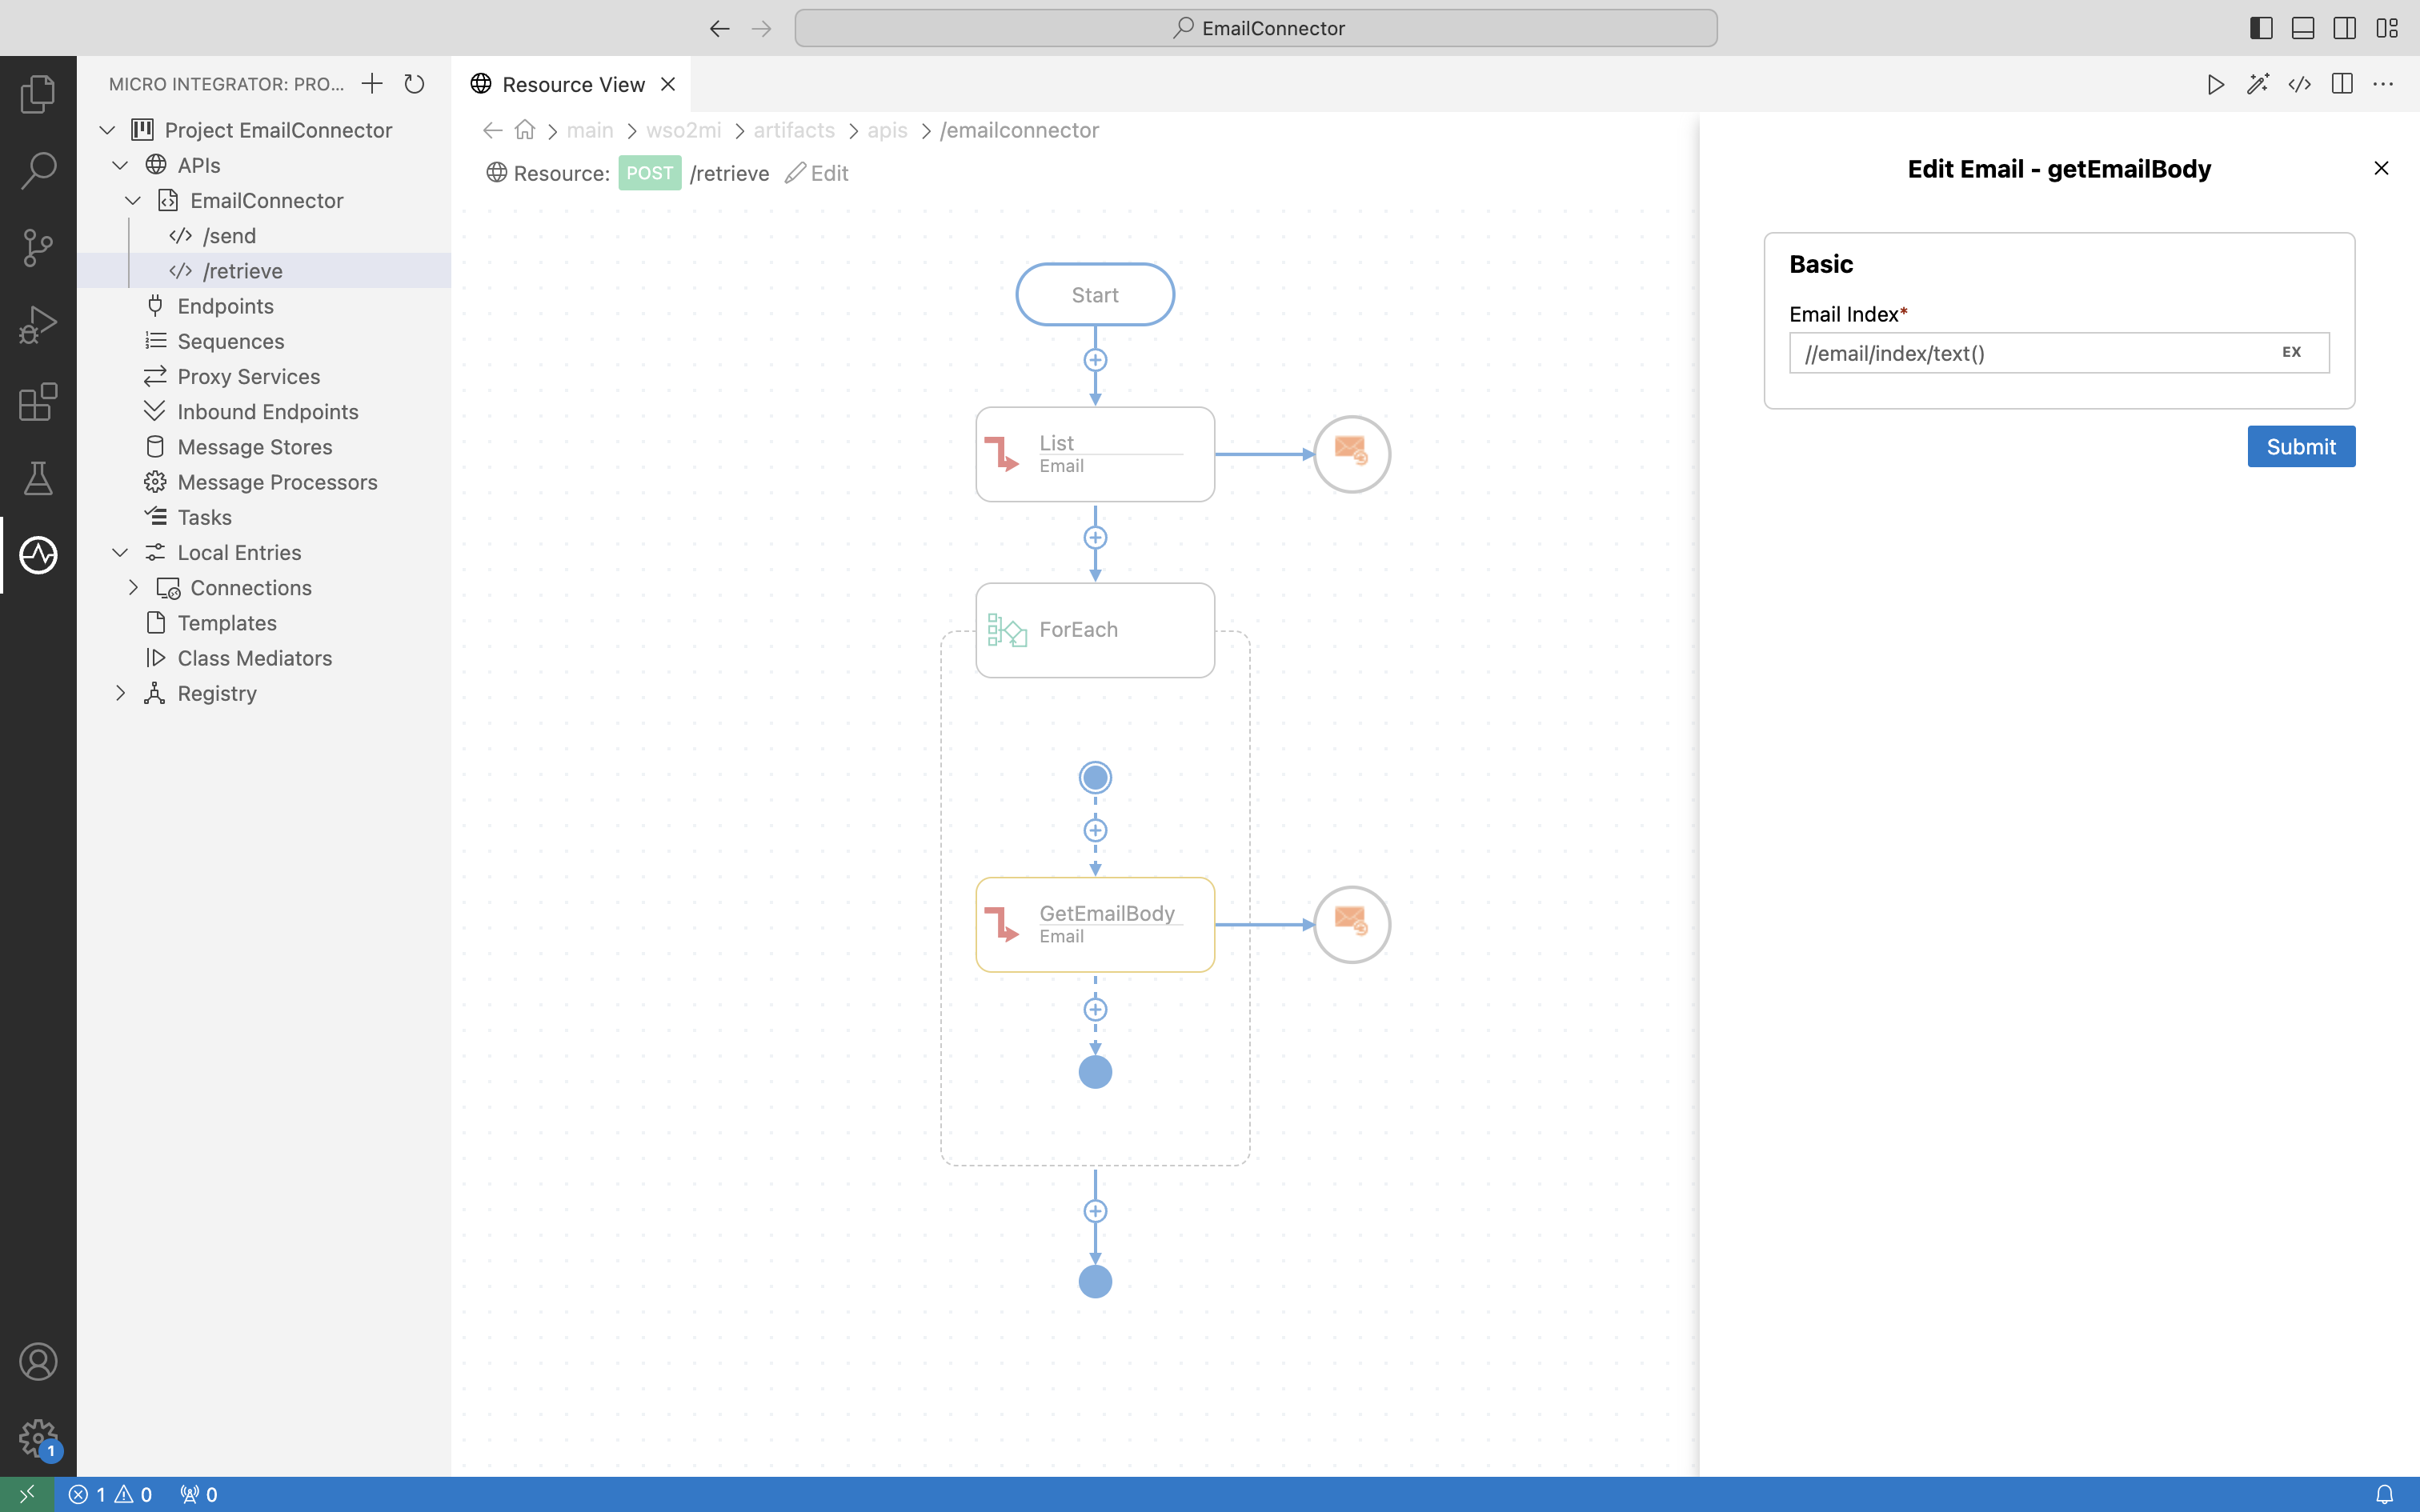 EmailConnector
MICRO INTEGRATOR: PRO...
Project EmailConnector
APIs
EmailConnector
/send
/retrieve
Endpoints
Sequences
Proxy Services
Inbound Endpoints
Message Stores
Message Processors
Tasks
Local Entries
Connections
Templates
Class Mediators
Registry
Resource View
main > wso2mi > artifacts > apis > /emailconnector
Resource: POST /retrieve Edit
Start
List
Email
ForEach
GetEmailBody
Email
Edit Email - getEmailBody
Basic
Email Index*
//email/index/text() EX
Submit
1
1 0 0